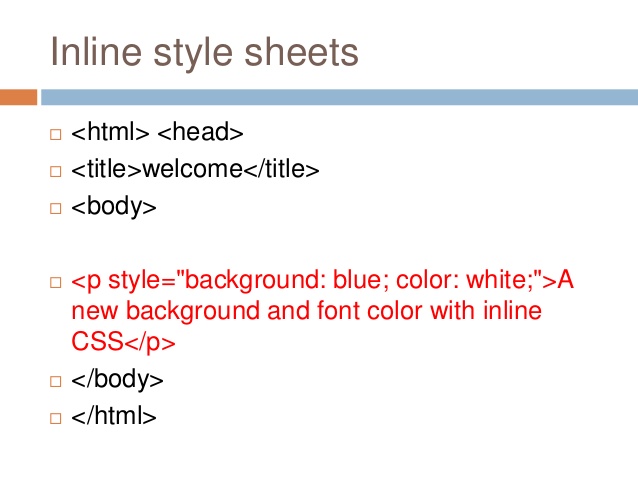 Inline style sheets
<html> <head>
<title>welcome</title>
<body>
<p style="background: blue; color: white;">A
new background and font color with inline
CSS</p>
</body>
</html>